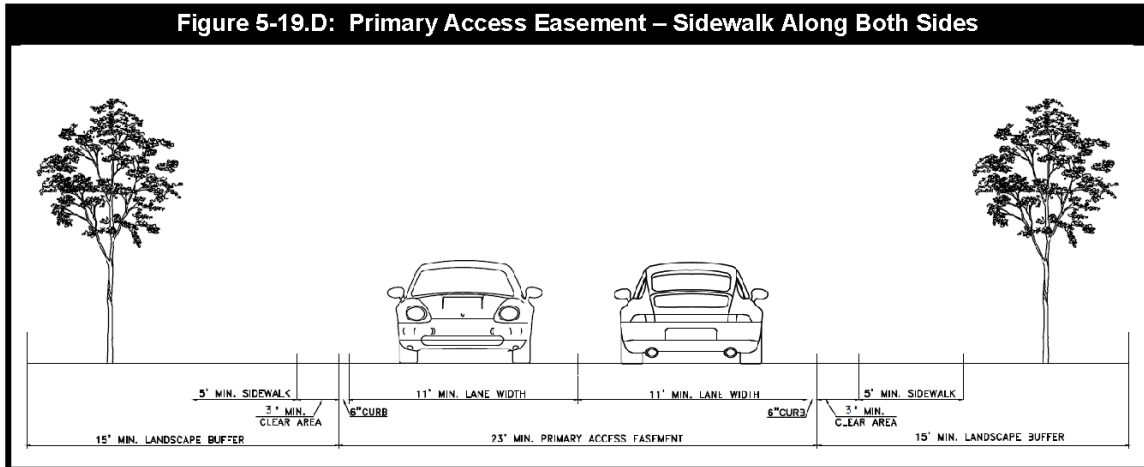 Figure 5-19.D: Primary Access Easement – Sidewalk Along Both Sides
5' MIN. SIDEWALK
11' MIN. LANE WIDTH
11' MIN. LANE WIDTH
5' MIN. SIDEWALK
3' MIN.
CLEAR AREA
6"CURB
6"CURB
3' MIN.
CLEAR AREA
15' MIN. LANDSCAPE BUFFER
23' MIN. PRIMARY ACCESS EASEMENT
15' MIN. LANDSCAPE BUFFER